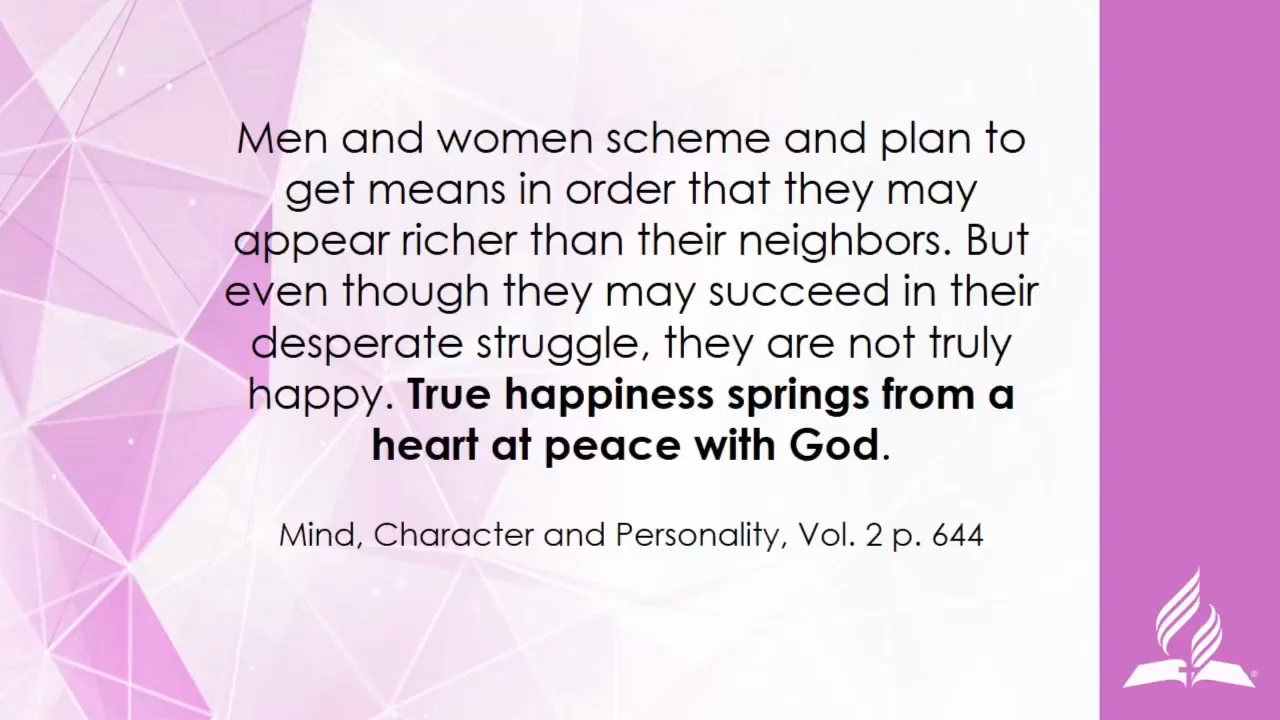 Men and women scheme and plan to
get means in order that they may
appear richer than their neighbors. But
even though they may succeed in their
desperate struggle, they are not truly
happy. True happiness springs from a
heart at peace with God.
Mind, Character and Personality, Vol. 2 p. 644
®